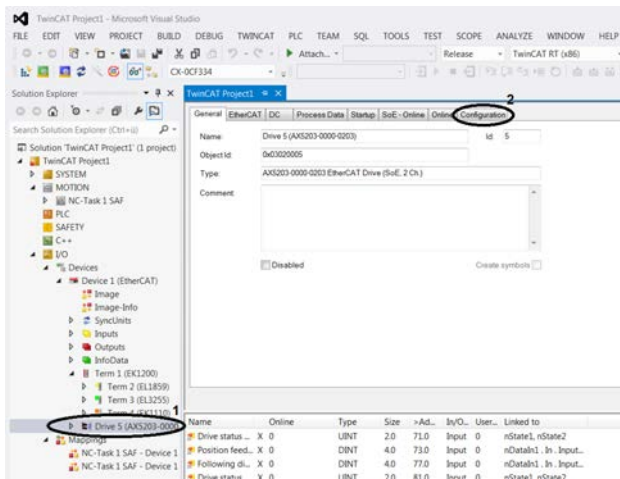 TwinCAT Project1 - Microsoft Visual Studio
FILE EDIT VIEW PROJECT BUILD DEBUG TWINCAT PLC TEAM SQL TOOLS TEST SCOPE ANALYZE WINDOW HELP
Attach... Release TwinCAT RT (x86)
CX-0CF334
Solution Explorer
TwinCAT Project1
2
General EtherCAT DC Process Data Startup SoE - Online Online Configuration
Search Solution Explorer (Ctrl+ü)
Name: Drive 5 (AX5203-0000-0203) Id: 5
Object Id: 0x03020005
Type: AX5203-0000-0203 EtherCAT Drive (SoE, 2 Ch.)
Comment:
Disabled Create symbols
Solution 'TwinCAT Project1' (1 project)
TwinCAT Project1
SYSTEM
MOTION
NC-Task 1 SAF
PLC
SAFETY
C++
I/O
Devices
Device 1 (EtherCAT)
Image
Image-Info
SyncUnits
Inputs
Outputs
InfoData
Term 1 (EK1200)
Term 2 (EL1859)
Term 3 (EL3255)
Term 4 (EK1110)
1
Drive 5 (AX5203-0000
Mappings
NC-Task 1 SAF - Device 1
NC-Task 1 SAF - Device 1
Name Online Type Size >Ad... In/O... User... Linked to
Drive status ... X 0 UINT 2.0 71.0 Input 0 nState1, nState2
Position feed... X 0 DINT 4.0 73.0 Input 0 nDataIn1 . In . Input...
Following di... X 0 DINT 4.0 77.0 Input 0 nDataIn1 . In . Input...
Drive status ... X 0 UINT 2.0 81.0 Input 0 nState1, nState2